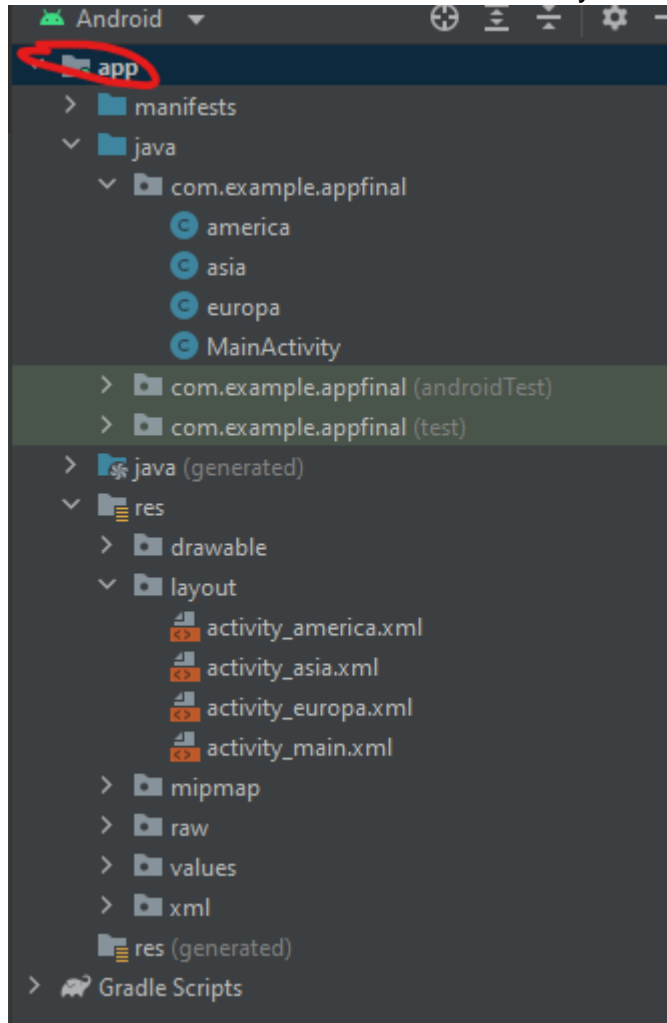 Android
app
manifests
java
com.example.appfinal
america
asia
europa
MainActivity
com.example.appfinal (androidTest)
com.example.appfinal (test)
java (generated)
res
drawable
layout
activity_america.xml
activity_asia.xml
activity_europa.xml
activity_main.xml
mipmap
raw
values
xml
res (generated)
Gradle Scripts